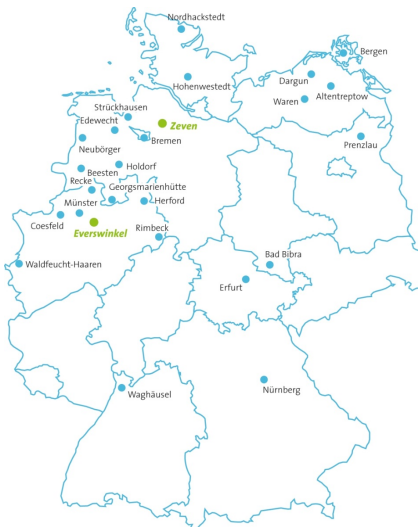 Nordhackstedt
Bergen
Hohenwestedt
Dargun
Altentreptow
Waren
Strückhausen
Edewecht
Zeven
Bremen
Prenzlau
Neubörger
Holdorf
Beesten
Recke
Georgsmarienhütte
Münster
Herford
Coesfeld
Everswinkel
Rimbeck
Bad Bibra
Waldfeucht-Haaren
Erfurt
Waghäusel
Nürnberg